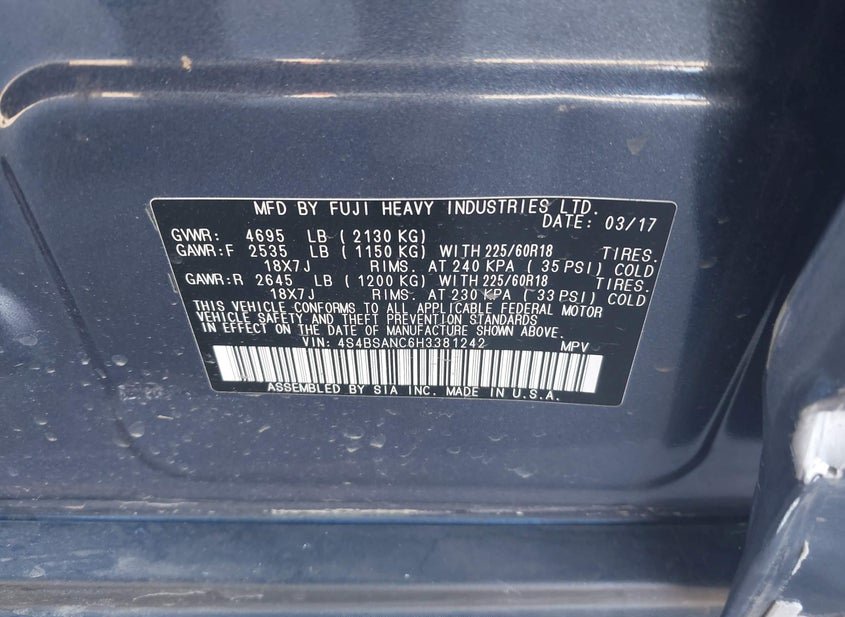 MFD BY FUJI HEAVY INDUSTRIES LTD.
DATE: 03/17
GVWR: 4695 LB ( 2130 KG)
GAWR:F 2535 LB ( 1150 KG) WITH 225/60R18 TIRES.
18X7J RIMS. AT 240 KPA ( 35 PSI) COLD
GAWR:R 2645 LB ( 1200 KG) WITH 225/60R18 TIRES.
18X7J RIMS. AT 230 KPA ( 33 PSI) COLD
THIS VEHICLE CONFORMS TO ALL APPLICABLE FEDERAL MOTOR
VEHICLE SAFETY AND THEFT PREVENTION STANDARDS
IN EFFECT ON THE DATE OF MANUFACTURE SHOWN ABOVE.
VIN: 4S4BSANC6H3381242 MPV
ASSEMBLED BY SIA INC. MADE IN U.S.A.